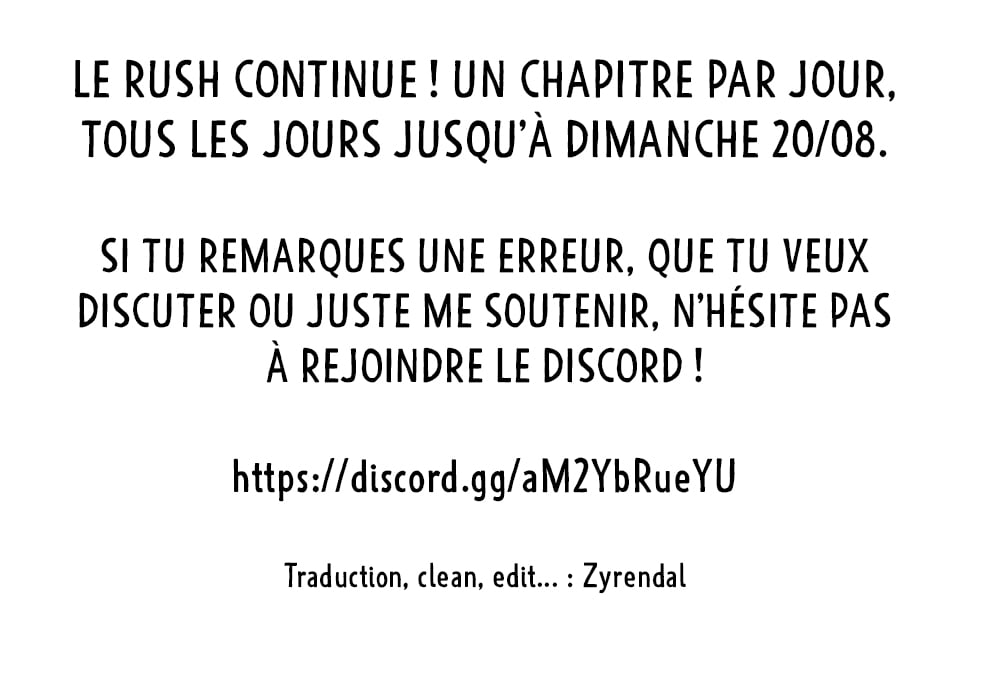 LE RUSH CONTINUE ! UN CHAPITRE PAR JOUR,
TOUS LES JOURS JUSQU'À DIMANCHE 20/08.
SI TU REMARQUES UNE ERREUR, QUE TU VEUX
DISCUTER OU JUSTE ME SOUTENIR, N'HÉSITE PAS
À REJOINDRE LE DISCORD !
https://discord.gg/aM2YbRueYU
Traduction, clean, edit... : Zyrendal